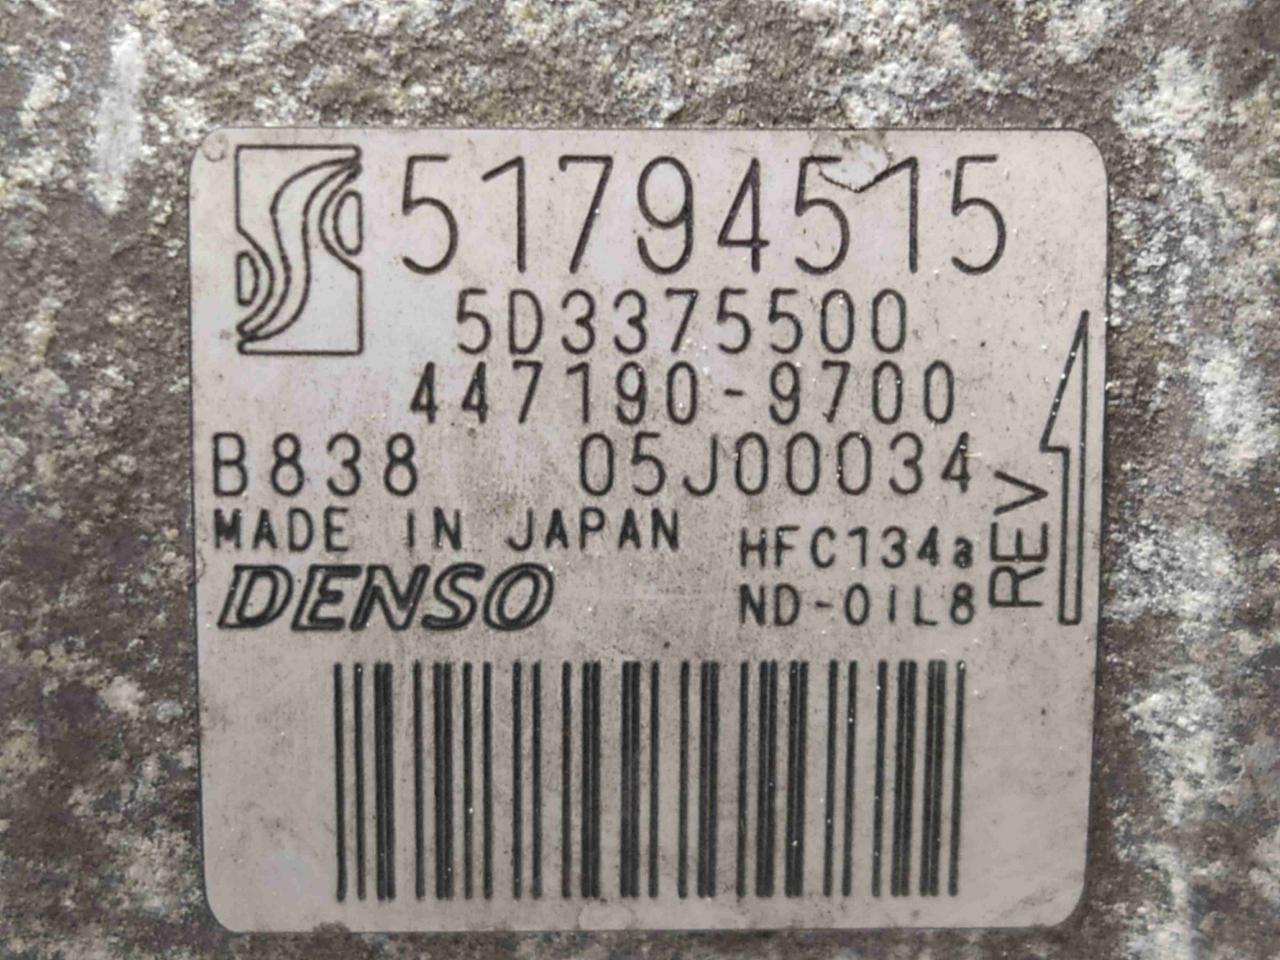 51794515
5D3375500
447190-9700
B838 05J00034
MADE IN JAPAN HFC134a
DENSO ND-OIL8
REV